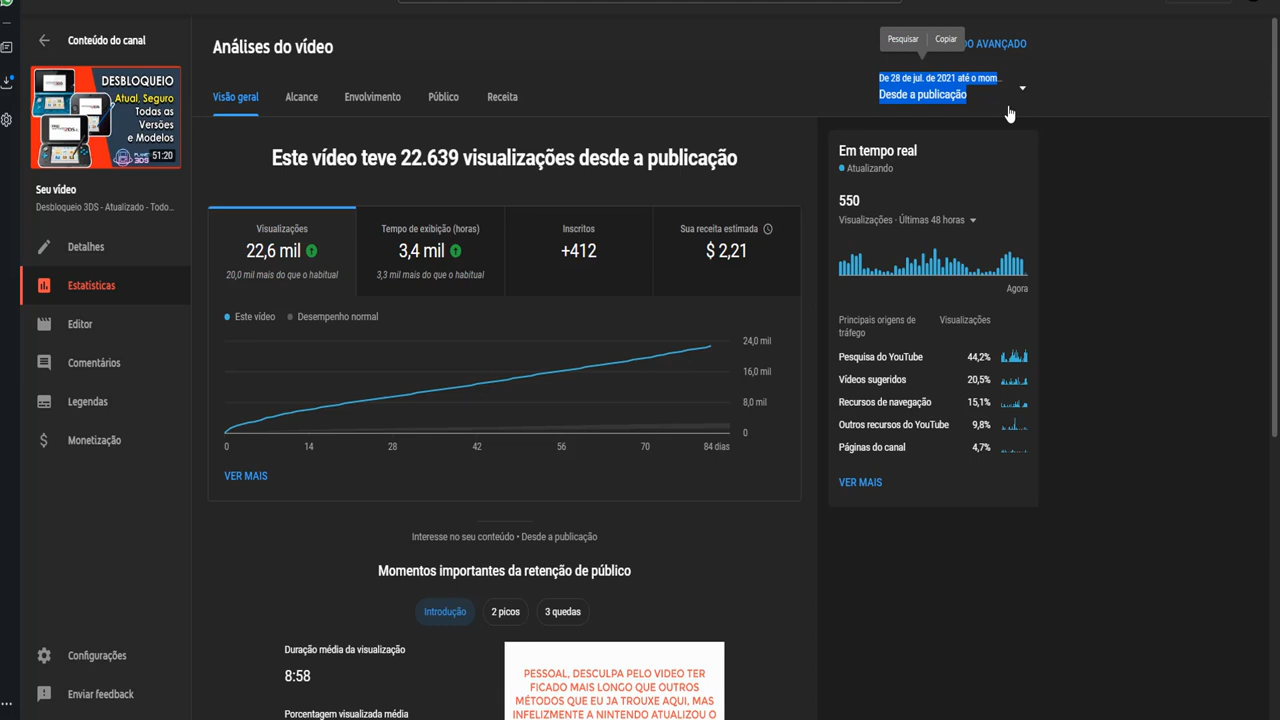 Conteúdo do canal
DESBLOQUEIO
Atual, Seguro
Todas as
Versões
e Modelos
51:20
Seu vídeo
Desbloqueio 3DS - Atualizado - Todo...
Detalhes
Estatísticas
Editor
Comentários
Legendas
Monetização
Configurações
Enviar feedback
Análises do vídeo
Pesquisar
Copiar
DO AVANÇADO
De 28 de jul. de 2021 até o mom...
Desde a publicação
Visão geral
Alcance
Envolvimento
Público
Receita
Este vídeo teve 22.639 visualizações desde a publicação
Visualizações
22,6 mil
20,0 mil mais do que o habitual
Tempo de exibição (horas)
3,4 mil
3,3 mil mais do que o habitual
Inscritos
+412
Sua receita estimada
$ 2,21
Este vídeo
Desempenho normal
24,0 mil
16,0 mil
8,0 mil
0
0 14 28 42 56 70 84 dias
VER MAIS
Interesse no seu conteúdo • Desde a publicação
Momentos importantes da retenção de público
Introdução
2 picos
3 quedas
Duração média da visualização
8:58
Porcentagem visualizada média
PESSOAL, DESCULPA PELO VIDEO TER
FICADO MAIS LONGO QUE OUTROS
MÉTODOS QUE EU JA TROUXE AQUI, MAS
INFELIZMENTE A NINTENDO ATUALIZOU O
Em tempo real
Atualizando
550
Visualizações · Últimas 48 horas
Agora
Principais origens de
tráfego
Visualizações
Pesquisa do YouTube 44,2%
Vídeos sugeridos 20,5%
Recursos de navegação 15,1%
Outros recursos do YouTube 9,8%
Páginas do canal 4,7%
VER MAIS